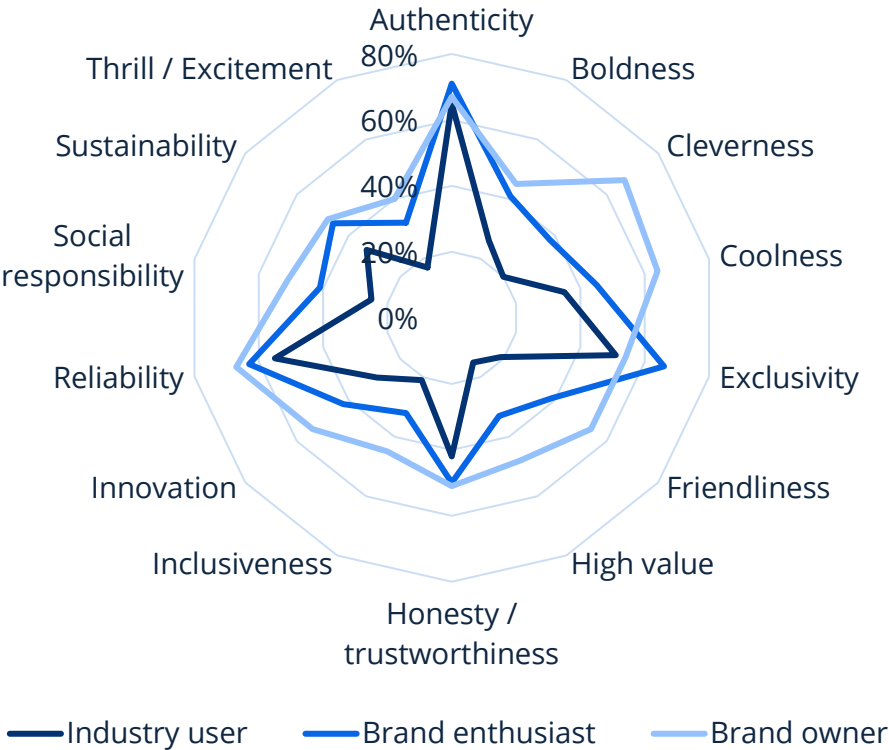 Authenticity
80%
Thrill / Excitement
Boldness
60%
Sustainability
Cleverness
40%
Social
responsibility
20%
Coolness
0%
Reliability
Exclusivity
Innovation
Friendliness
Inclusiveness
High value
Honesty /
trustworthiness
Industry user
Brand enthusiast
Brand owner